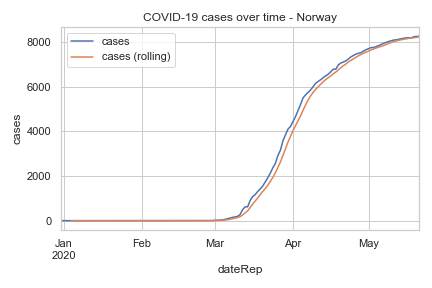 COVID-19 cases over time - Norway
cases
cases (rolling)
8000
6000
4000
2000
0
cases
Jan
2020
Feb
Mar
Apr
May
dateRep